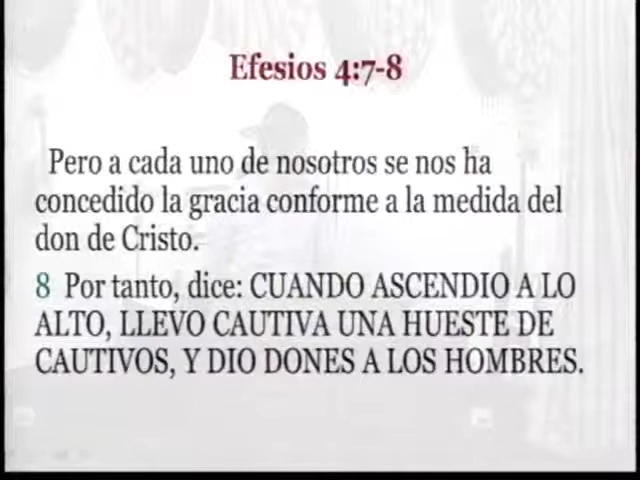 Efesios 4:7-8
Pero a cada uno de nosotros se nos ha
concedido la gracia conforme a la medida del
don de Cristo.
8 Por tanto, dice: CUANDO ASCENDIO A LO
ALTO, LLEVO CAUTIVA UNA HUESTE DE
CAUTIVOS, Y DIO DONES A LOS HOMBRES.